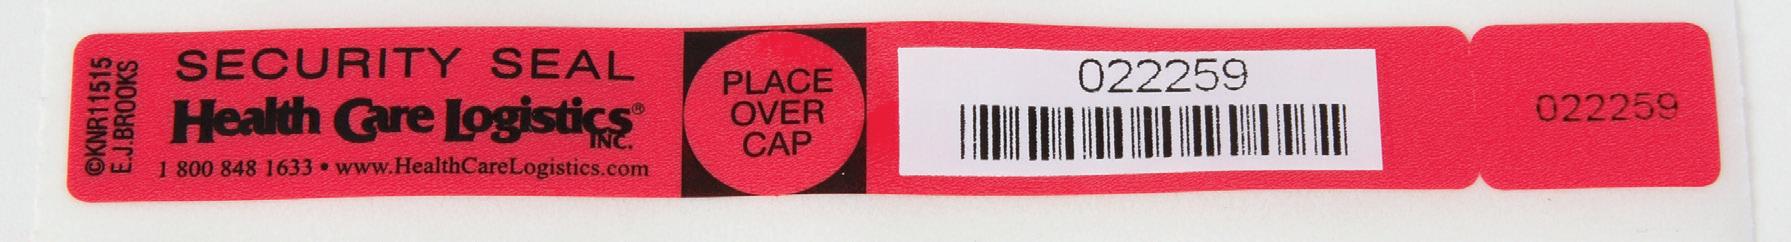 ©KNR11515
E.J.BROOKS
SECURITY SEAL
Health Care Logistics®
INC.
1 800 848 1633 • www.HealthCareLogistics.com
PLACE
OVER
CAP
022259
022259